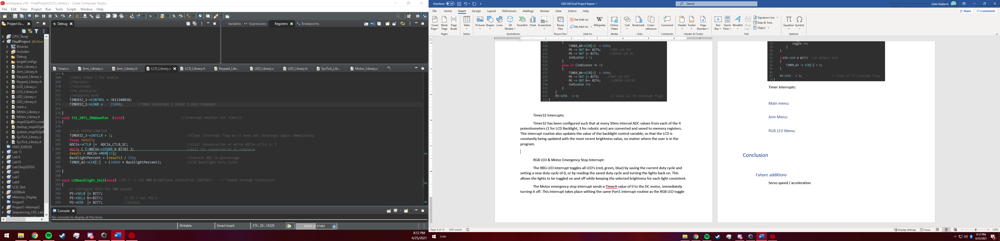 workspace_v10 - FinalProject/LCD_Library.c - Code Composer Studio
File Edit View Project Run Tools Scripts Window Help
Project Ex...
CPU_Temp
FinalProject [Active
Binaries
Includes
Debug
targetConfigs
Arm_Library.c
Arm_Library.h
Keypad_Library.c
Keypad_Library.h
LCD_Library.c
LCD_Library.h
LED_Library.c
LED_Library.h
main.c
Motor_Library.c
Motor_Library.h
msp432p401r.cmd
startup_msp432p4
system_msp432p4
SysTick_Library.c
SysTick_Library.h
HW2_EGR226
Lab 11
Lab 8
Lab10
Lab5SeqLEDGG
Lab6
Lab7
Lab9
LCD_Test
LEDBlink
Memory_Display
Project1
Project1-Attempt2
Sequencing_LED_Lab
Debug
Variables Expressions Registers Breakpoints
*main.c Arm_Library.c Arm_Library.h LCD_Library.c LCD_Library.h Keypad_Libr... LED_Library.c LED_Library.h SysTick_Lib... Motor_Library.c
367 {
368 //Sets timer 1 for enable
369 //Periodic
370 //Interrupt
371 //no prescaler
372 //wrapping mode
373 TIMER32_1->CONTROL = 0b11100010;
374 TIMER32_1->LOAD = 25000; //50ms interrupt i think i dont remember
375
376 }
377 void T32_INT1_IRQHandler (void) //Interrupt Handler for Timer32.
378 {
379
380 //LCD POTENTIOMETER
381 TIMER32_1->INTCLR = 1; //Clear interrupt flag so it does not interrupt again immediately.
382 float result;
383 ADC14->CTL0 |= ADC14_CTL0_SC; //start conversation or write ADC14->CTL0 |= 1
384 while ( (!ADC14->IFGR0 & BIT0) ); //wait for conversation to complete
385 result = ADC14->MEM[15];
386 BacklightPercent = (result) / 256; //Convert ADC to percentage
387 TIMER_A2->CCR[2] = (10000 * BacklightPercent); //LCD Backlight Duty Cycle
388
389 }
390
391 void LCDbacklight_Init(void) //P5.7 -> LCD PWM Brightness controller (OUTPUT) -- TimerA through transistor
392 {
393 // Configure GPIO for PWM output
394 P5->SEL0 |= BIT7;
395 P5->SEL1 &=~BIT7; // P5.7 set TA2.2
396 P5->DIR |= BIT7; //Output
Console
No consoles to display at this time.
Writable Smart Insert 374 : 28 : 14329 484M of 874M
8:12 PM
4/25/2021
AutoSave Off EGR 226 Final Project Report Search Gabe Gasbarre
File Home Insert Design Layout References Mailings Review View Zotero Help Share Comments
Cover Page Blank Page Page Break Table Pictures Shapes Icons 3D Models SmartArt Chart Screenshot Reuse Files Get Add-ins My Add-ins Wikipedia Online Video Link Bookmark Cross-reference Comment Header Footer Page Number Text Box Quick Parts WordArt Drop Cap Signature Line Date & Time Object Equation Symbol
Pages Tables Illustrations Reuse Files Add-ins Media Links Comments Header & Footer Text Symbols
119 {
120 TIMER_A0->CCR[4] = 6000;
121 P6 -> OUT &=~ BIT5; //RED LED OFF
122 P6 -> OUT |= BIT4; //GREEN LED ON
123 indicator = 1;
124 }
125 else if (indicator == 1)
126 {
127 TIMER_A0->CCR[4] = 3000;
128 P6 -> OUT |= BIT5; //RED LED OFF
129 P6 -> OUT &=~ BIT4; //GREEN LED ON
130 indicator =0;
131 }
132 }
133 P3->IFG = 0; // Clear all P3 interrupt flags
134 }
Timer32 Interrupts:
Timer32 has been configured such that at every 50ms interval ADC values from each of the 4
potentiometers (1 for LCD Backlight, 3 for robotic arm) are converted and saved to memory registers.
This interrupt routine also updates the value of the backlight control variable, so that the LCD is
constantly being updated with the most recent brightness value, no matter where the user is in the
program.
RGB LED & Motor Emergency Stop Interrupt:
The RBG LED interrupt toggles all LED's (red, green, blue) by saving the current duty cycle and
setting a new duty cycle of 0, or by reading the saved duty cycle and turning the lights back on. This
allows the lights to be toggled on and off while keeping the selected brightness for each light consistent.
The Motor emergency stop interrupt sends a TimerA value of 0 to the DC motor, immediately
turning it off. This interrupt takes place withing the same Port1 interrupt routine as the RGB LED toggle
78 toggle =0;
79 }
80 }
81
82 if(P1->IFG & BIT7) //DC MOTOR E STOP
83 {
84 TIMER_A3 -> CCR[2] = 0;
85 }
86
87 P1->IFG = 0; // Clear all P1 interrupt flags
88 }
Timer Interrupts:
Main menu:
Arm Menu:
RGB LED Menu:
Conclusion
Future additions
Servo speed / acceleration
Page 9 of 10 1092 words Display Settings Focus 120%
Links
8:12 PM
4/25/2021